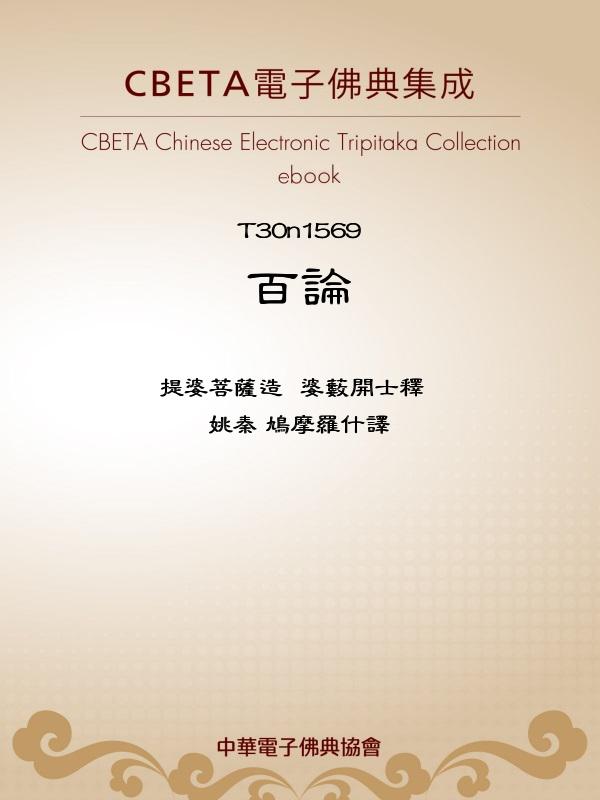 CBETA電子佛典集成
CBETA Chinese Electronic Tripitaka Collection
ebook
T30n1569
百論
提婆菩薩造 婆藪開士釋
姚秦 鳩摩羅什譯
中華電子佛典協會